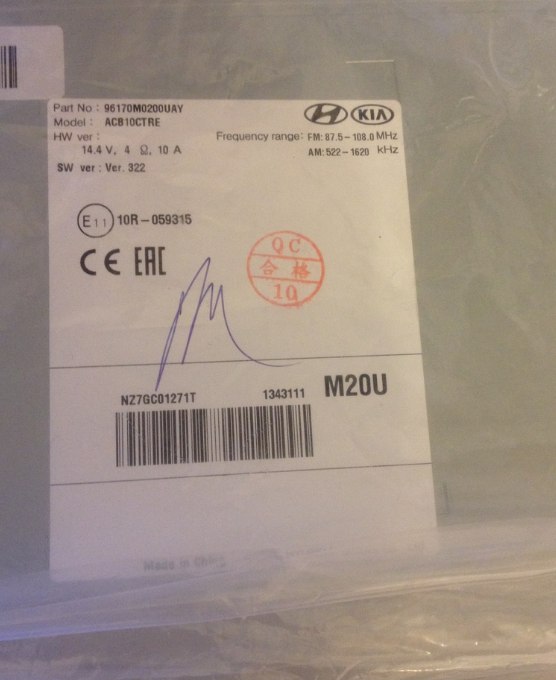 Part No : 96170M0200UAY
Model : ACB10CTRE
HW ver :
14.4 V, 4 Ω, 10 A
SW ver : Ver. 322
KIA
Frequency range: FM: 87.5-108.0 MHz
AM: 522-1620 kHz
E11 10R-059315
CE EAC
QC
合格
10
NZ7GC01271T 1343111 M20U
Made in China